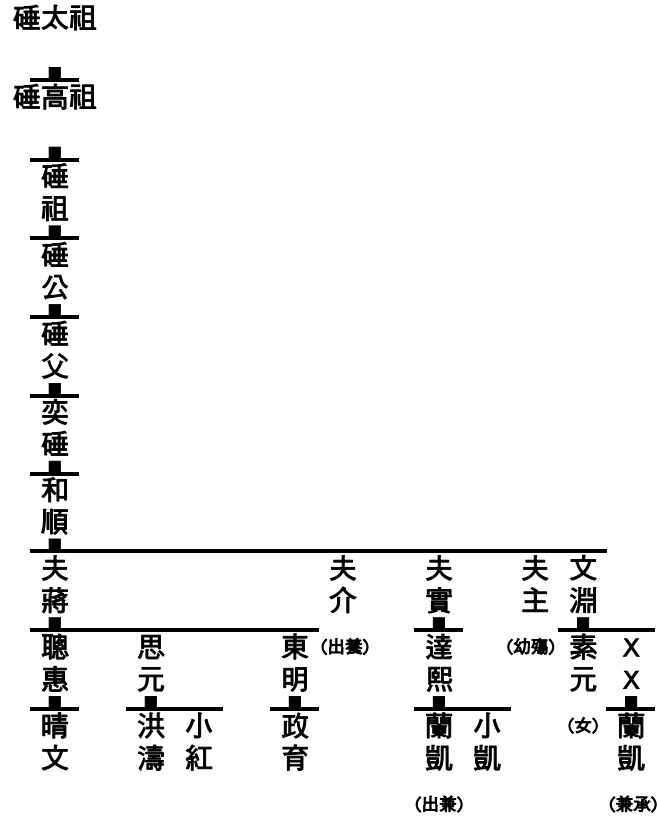 硾太祖
硾高祖
硾祖
硾公
硾父
奕硾
和順
夫蔣
夫介
夫實
夫主
文淵
聰惠
思元
東明
(出養)
達熙
(幼殤)
素元
XX
晴文
洪濤
小紅
政育
蘭凱
小凱
(女)
蘭凱
(出兼)
(兼承)